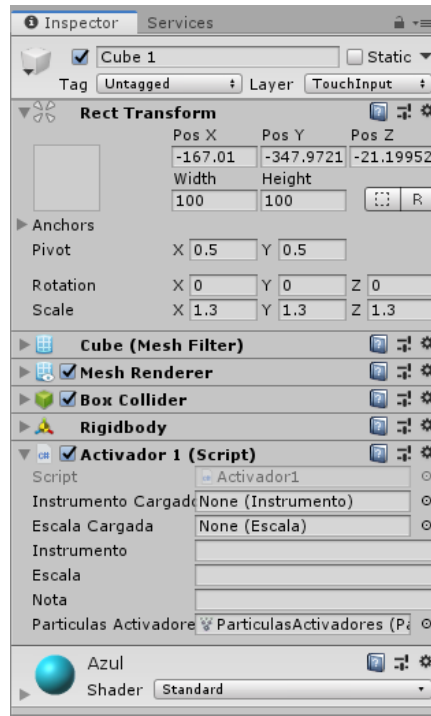 Inspector Services
Cube 1 Static
Tag Untagged Layer TouchInput
Rect Transform
Pos X Pos Y Pos Z
-167.01 -347.9721 -21.19952
Width Height
100 100 R
Anchors
Pivot X 0.5 Y 0.5
Rotation X 0 Y 0 Z 0
Scale X 1.3 Y 1.3 Z 1.3
Cube (Mesh Filter)
Mesh Renderer
Box Collider
Rigidbody
C# Activador 1 (Script)
Script Activador1
Instrumento Cargado None (Instrumento)
Escala Cargada None (Escala)
Instrumento
Escala
Nota
Particulas Activadore ParticulasActivadores (Pa
Azul
Shader Standard